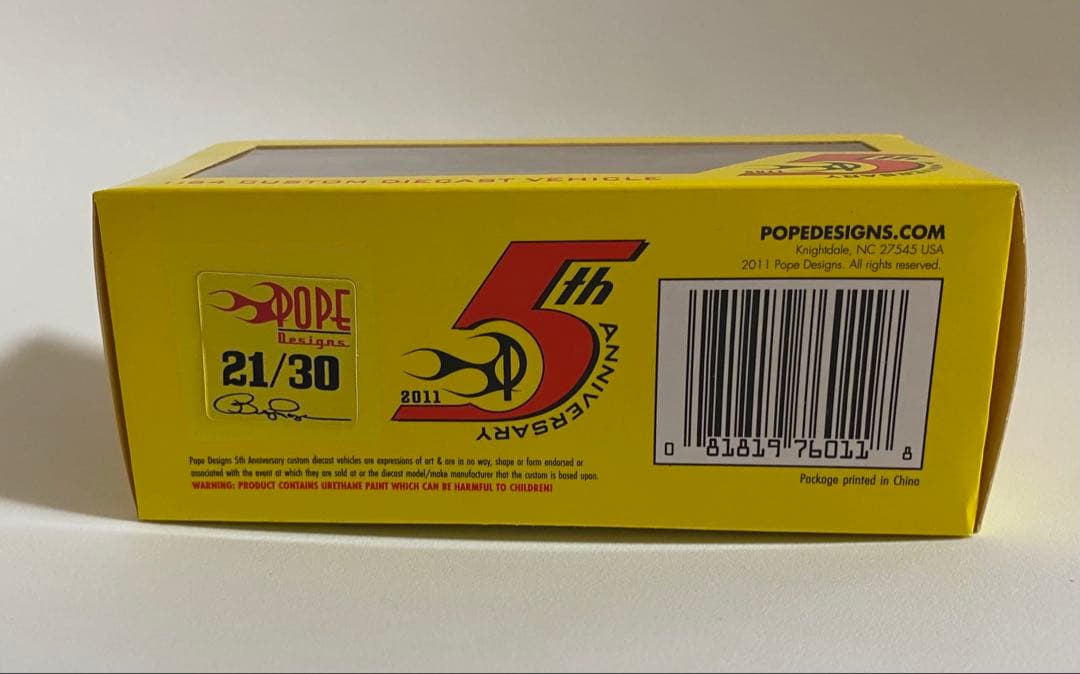 1:64 CUSTOM DIECAST VEHICLE
5th
ANNIVERSARY
2011
POPE
Designs
21/30
5th
ANNIVERSARY
2011
POPEDESIGNS.COM
Knightdale, NC 27545 USA
2011 Pope Designs. All rights reserved.
0 81819 76011 8
Package printed in China
Pope Designs 5th Anniversary custom diecast vehicles are expressions of art & are in no way, shape or form endorsed or
associated with the event at which they are sold at or the diecast model/make manufacturer that the custom is based upon.
WARNING: PRODUCT CONTAINS URETHANE PAINT WHICH CAN BE HARMFUL TO CHILDREN!